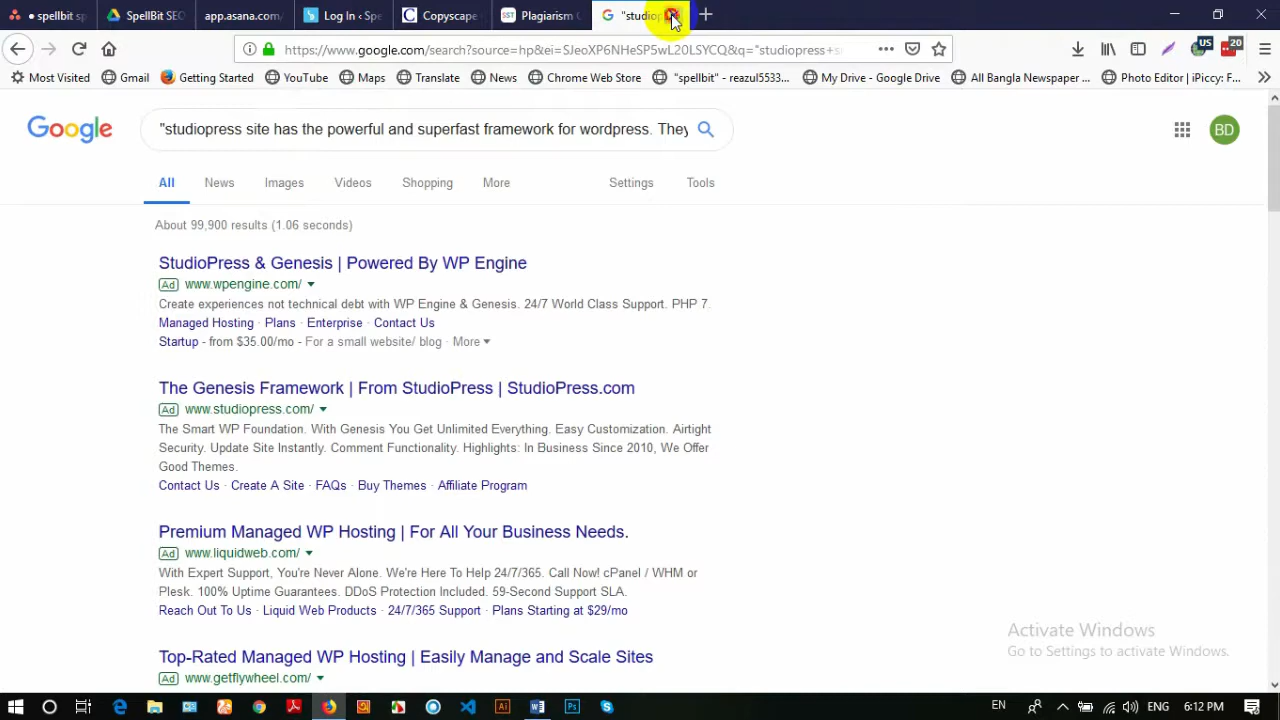 spellbit sp SpellBit SEO app.asana.com/ Log In ‹ Spe Copyscape Plagiarism "studiop
https://www.google.com/search?source=hp&ei=SJeoXP6NHeSP5wL20LSYCQ&q="studiopress+s US 20
Most Visited Gmail Getting Started YouTube Maps Translate News Chrome Web Store "spellbit" - reazul5533... My Drive - Google Drive All Bangla Newspaper ... Photo Editor | iPiccy: F...
Google "studiopress site has the powerful and superfast framework for wordpress. They BD
All News Images Videos Shopping More Settings Tools
About 99,900 results (1.06 seconds)
StudioPress & Genesis | Powered By WP Engine
Ad www.wpengine.com/
Create experiences not technical debt with WP Engine & Genesis. 24/7 World Class Support. PHP 7.
Managed Hosting · Plans · Enterprise · Contact Us
Startup - from $35.00/mo - For a small website/ blog · More
The Genesis Framework | From StudioPress | StudioPress.com
Ad www.studiopress.com/
The Smart WP Foundation. With Genesis You Get Unlimited Everything. Easy Customization. Airtight
Security. Update Site Instantly. Comment Functionality. Highlights: In Business Since 2010, We Offer
Good Themes.
Contact Us · Create A Site · FAQs · Buy Themes · Affiliate Program
Premium Managed WP Hosting | For All Your Business Needs.
Ad www.liquidweb.com/
With Expert Support, You're Never Alone. We're Here To Help 24/7/365. Call Now! cPanel / WHM or
Plesk. 100% Uptime Guarantees. DDoS Protection Included. 59-Second Support SLA.
Reach Out To Us · Liquid Web Products · 24/7/365 Support · Plans Starting at $29/mo
Top-Rated Managed WP Hosting | Easily Manage and Scale Sites
Ad www.getflywheel.com/
Activate Windows
Go to Settings to activate Windows.
EN ENG 6:12 PM